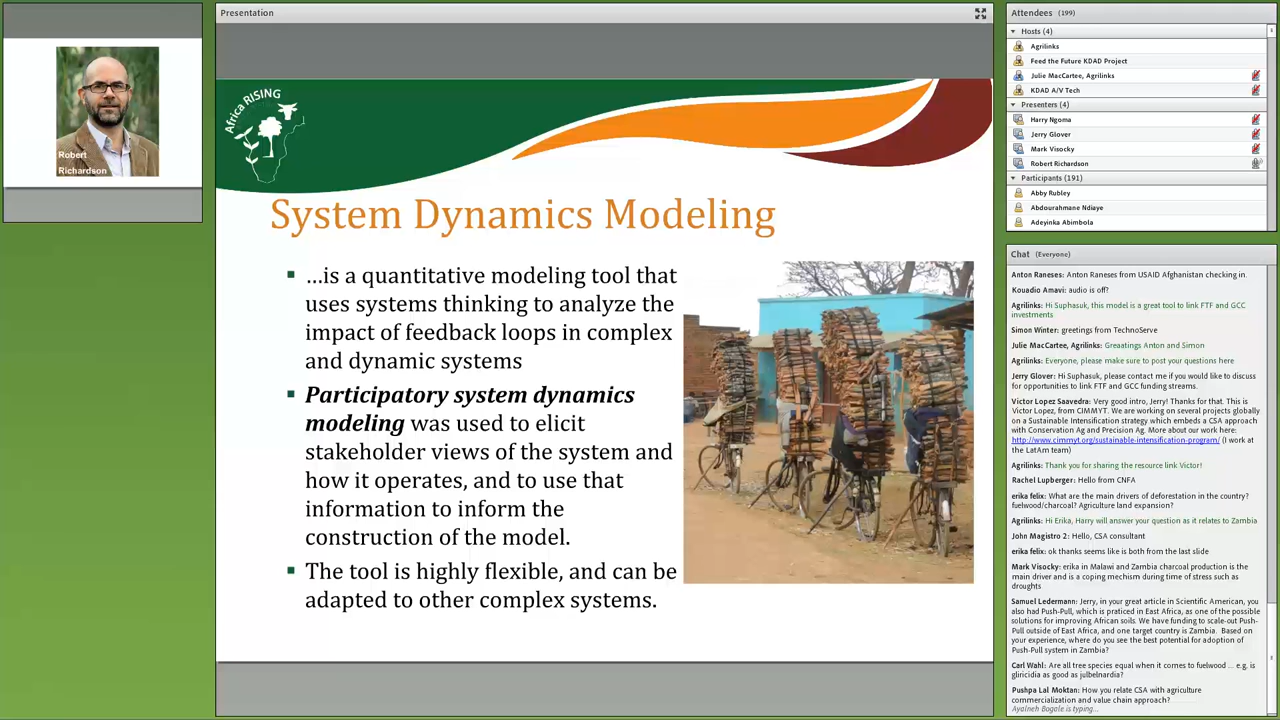 Robert
Richardson
Presentation
Africa RISING
System Dynamics Modeling
...is a quantitative modeling tool that
uses systems thinking to analyze the
impact of feedback loops in complex
and dynamic systems
Participatory system dynamics
modeling was used to elicit
stakeholder views of the system and
how it operates, and to use that
information to inform the
construction of the model.
The tool is highly flexible, and can be
adapted to other complex systems.
Attendees (199)
Hosts (4)
Agrilinks
Feed the Future KDAD Project
Julie MacCartee, Agrilinks
KDAD A/V Tech
Presenters (4)
Harry Ngoma
Jerry Glover
Mark Visocky
Robert Richardson
Participants (191)
Abby Rubley
Abdourahmane Ndiaye
Adeyinka Abimbola
Chat (Everyone)
Anton Raneses: Anton Raneses from USAID Afghanistan checking in.
Kouadio Amavi: audio is off?
Agrilinks: Hi Suphasuk, this model is a great tool to link FTF and GCC
investments
Simon Winter: greetings from TechnoServe
Julie MacCartee, Agrilinks: Greaatings Anton and Simon
Agrilinks: Everyone, please make sure to post your questions here
Jerry Glover: Hi Suphasuk, please contact me if you would like to discuss
for opportunities to link FTF and GCC funding streams.
Victor Lopez Saavedra: Very good intro, Jerry! Thanks for that. This is
Victor Lopez, from CIMMYT. We are working on several projects globally
on a Sustainable Intensification strategy which embeds a CSA approach
with Conservation Ag and Precision Ag. More about our work here:
http://www.cimmyt.org/sustainable-intensification-program/ (I work at
the LatAm team)
Agrilinks: Thank you for sharing the resource link Victor!
Rachel Lupberger: Hello from CNFA
erika felix: What are the main drivers of deforestation in the country?
fuelwood/charcoal? Agriculture land expansion?
Agrilinks: Hi Erika, Harry will answer your question as it relates to Zambia
John Magistro 2: Hello, CSA consultant
erika felix: ok thanks seems like is both from the last slide
Mark Visocky: erika in Malawi and Zambia charcoal production is the
main driver and is a coping mechism during time of stress such as
droughts
Samuel Ledermann: Jerry, in your great article in Scientific American, you
also had Push-Pull, which is praticed in East Africa, as one of the possible
solutions for improving African soils. We have funding to scale-out Push-
Pull outside of East Africa, and one target country is Zambia. Based on
your experience, where do you see the best potential for adoption of
Push-Pull system in Zambia?
Carl Wahl: Are all tree species equal when it comes to fuelwood ... e.g. is
gliricidia as good as julbelnardia?
Pushpa Lal Moktan: How you relate CSA with agriculture
commercialization and value chain approach?
Ayalneh Bogale is typing...